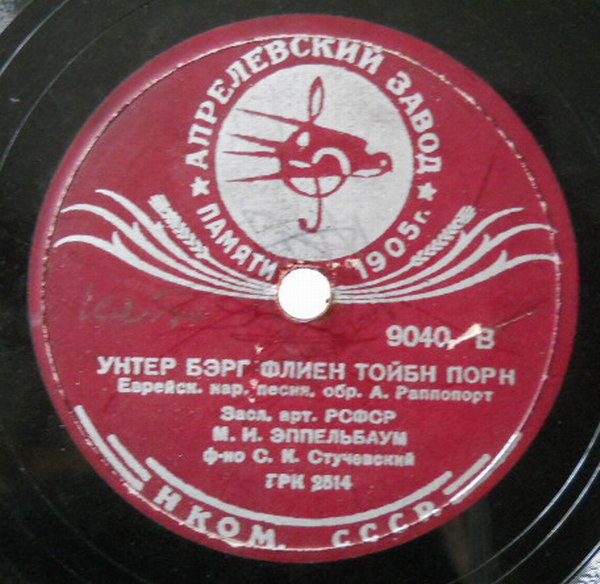 ★ АПРЕЛЕВСКИЙ ЗАВОД ★
ПАМЯТИ 1905г.
9040 В
УНТЕР БЭРГ ФЛИЕН ТОЙБН ПОРН
Еврейск. нар. песня, обр. А. Раппопорт
Засл. арт. РСФСР
М. И. ЭППЕЛЬБАУМ
ф-но С. К. Стучевский
ГРК 2514
НКОМ. СССР